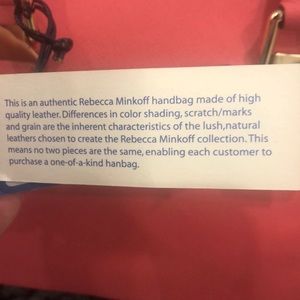 This is an authentic Rebecca Minkoff handbag made of high
quality leather. Differences in color shading, scratch/marks
and grain are the inherent characteristics of the lush,natural
leathers chosen to create the Rebecca Minkoff collection. This
means no two pieces are the same, enabling each customer to
purchase a one-of-a-kind hanbag.